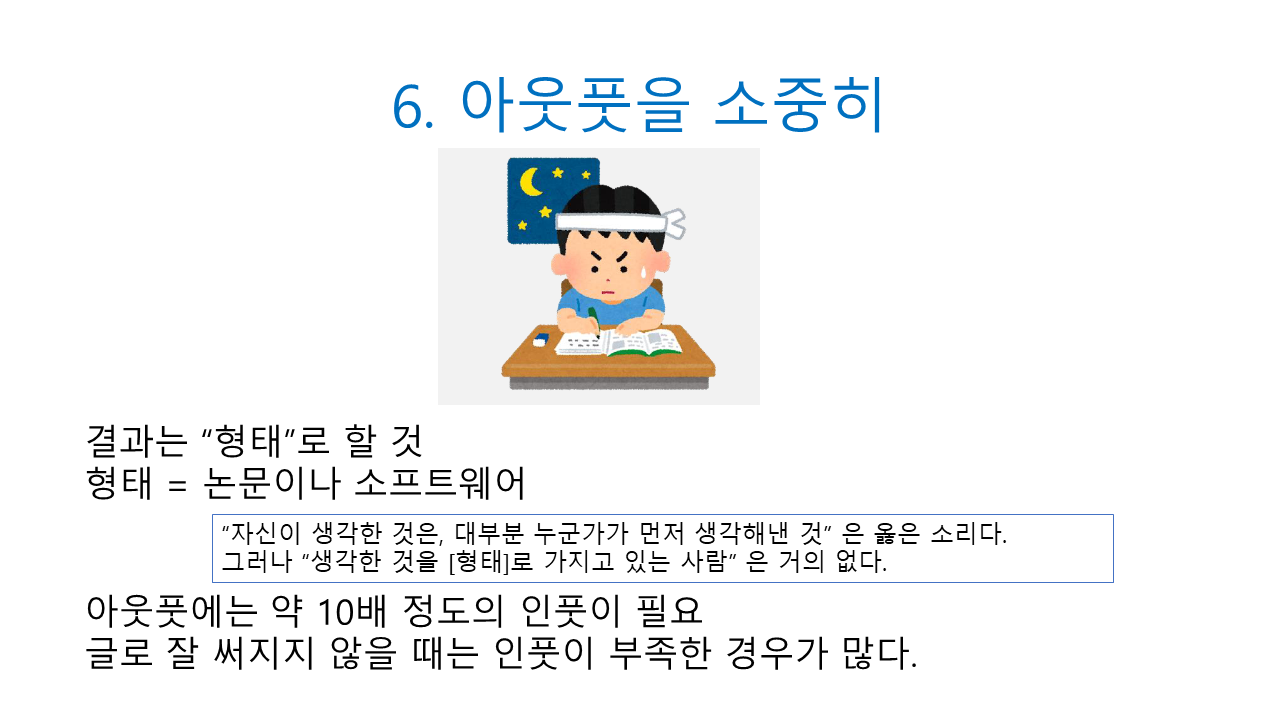 6. 아웃풋을 소중히
결과는 “형태”로 할 것
형태 = 논문이나 소프트웨어
“자신이 생각한 것은, 대부분 누군가가 먼저 생각해낸 것” 은 옳은 소리다.
그러나 “생각한 것을 [형태]로 가지고 있는 사람” 은 거의 없다.
아웃풋에는 약 10배 정도의 인풋이 필요
글로 잘 써지지 않을 때는 인풋이 부족한 경우가 많다.